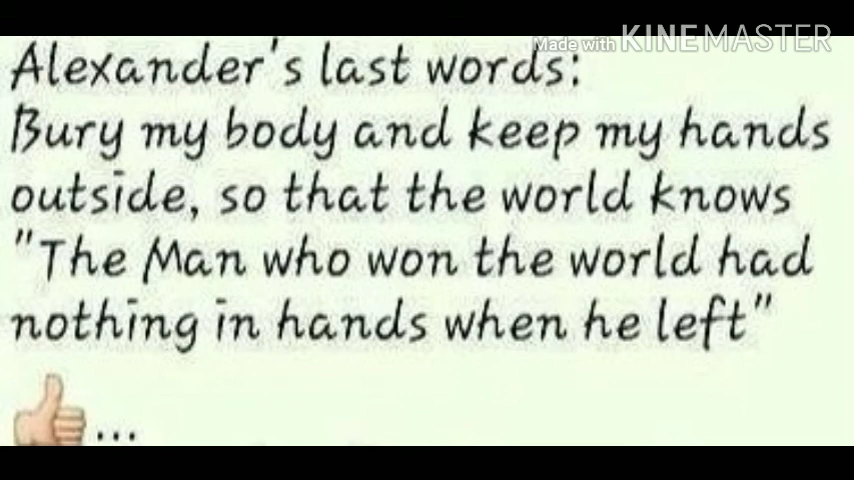 Made with KINEMASTER
Alexander's last words:
Bury my body and keep my hands
outside, so that the world knows
"The Man who won the world had
nothing in hands when he left"
...